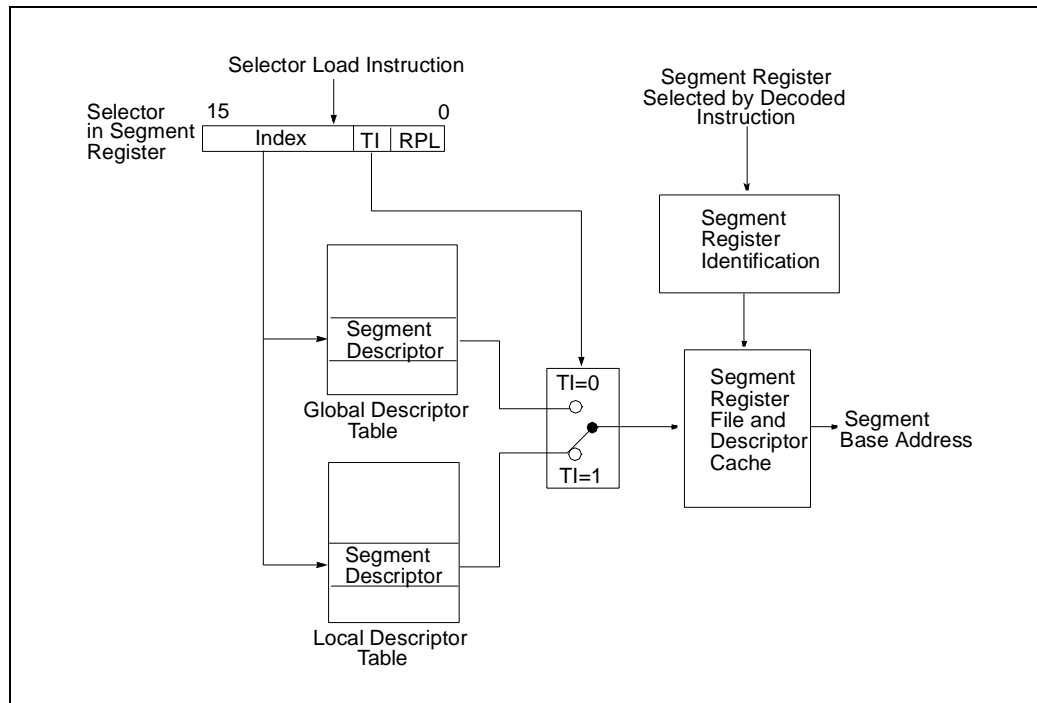 Selector Load Instruction
Segment Register
Selected by Decoded
Instruction
Selector
in Segment
Register
15
0
Index
TI
RPL
Segment
Register
Identification
Segment
Descriptor
Global Descriptor
Table
TI=0
TI=1
Segment
Register
File and
Descriptor
Cache
Segment
Base Address
Segment
Descriptor
Local Descriptor
Table